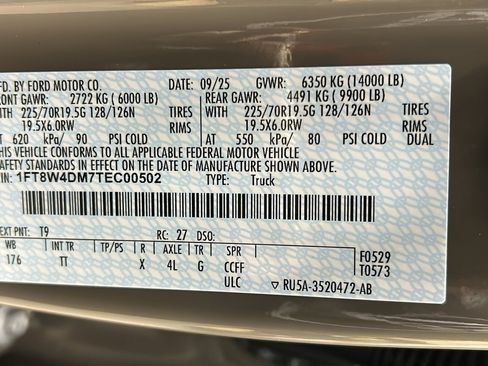 FD. BY FORD MOTOR CO.
DATE: 09/25 GVWR: 6350 KG (14000 LB)
RONT GAWR: 2722 KG ( 6000 LB) REAR GAWR: 4491 KG ( 9900 LB)
WITH 225/70R19.5G 128/126N TIRES WITH 225/70R19.5G 128/126N TIRES
19.5X6.0RW RIMS 19.5X6.0RW RIMS
AT 620 kPa/ 90 PSI COLD AT 550 kPa/ 80 PSI COLD DUAL
THIS VEHICLE CONFORMS TO ALL APPLICABLE FEDERAL MOTOR VEHICLE
SAFETY STANDARDS IN EFFECT ON THE DATE OF MANUFACTURE SHOWN ABOVE.
IN: 1FT8W4DM7TEC00502 TYPE: Truck
EXT PNT: T9 RC: 27 DSO:
WB INT TR TP/PS R AXLE TR SPR F0529
176 TT X 4L G CCFF T0573
ULC ▽ RU5A-3520472-AB